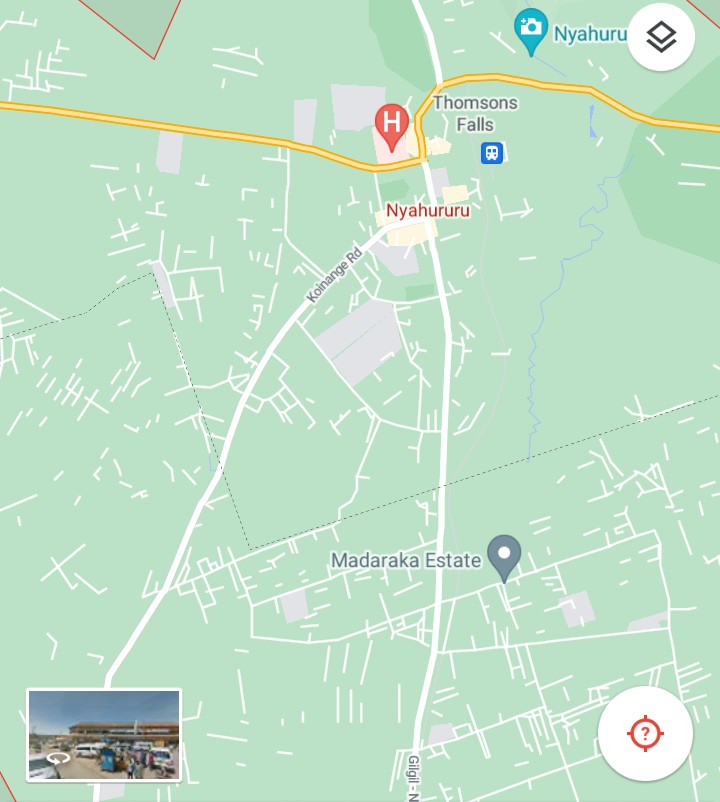 Nyahuru
Thomsons
Falls
H
Nyahururu
Koinange Rd
Madaraka Estate
?
Gilgil - N